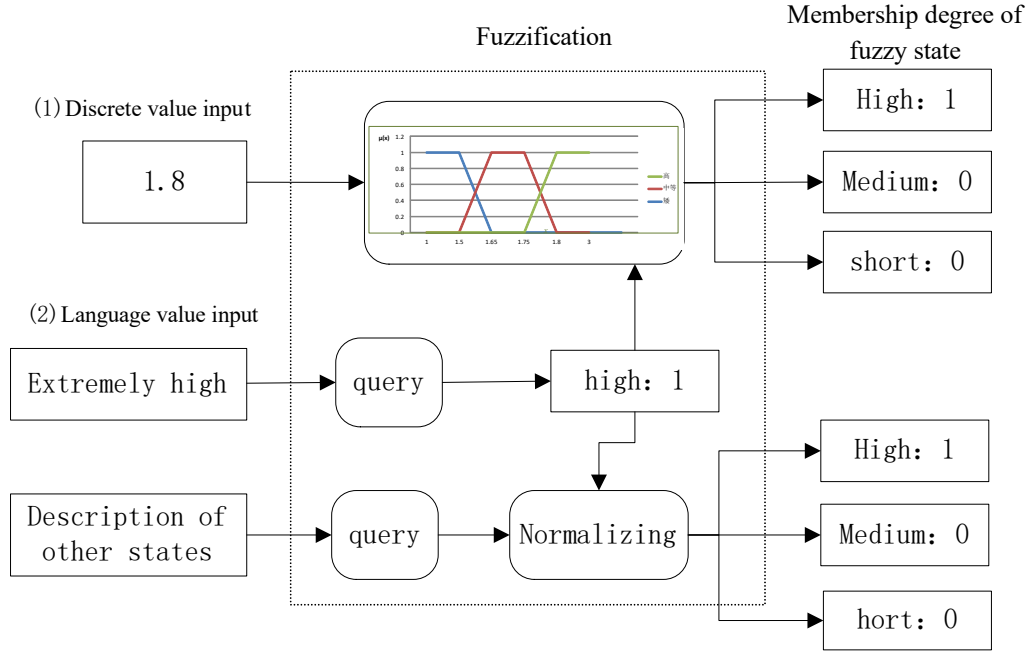 Membership degree of
fuzzy state
Fuzzification
(1) Discrete value input
1.8
μ(x)
1.2
1
0.8
0.6
0.4
0.2
0
1 1.5 1.65 1.75 1.8 3
高
中等
矮
High：1
Medium：0
short：0
(2) Language value input
Extremely high
query
high：1
Description of
other states
query
Normalizing
High：1
Medium：0
hort：0